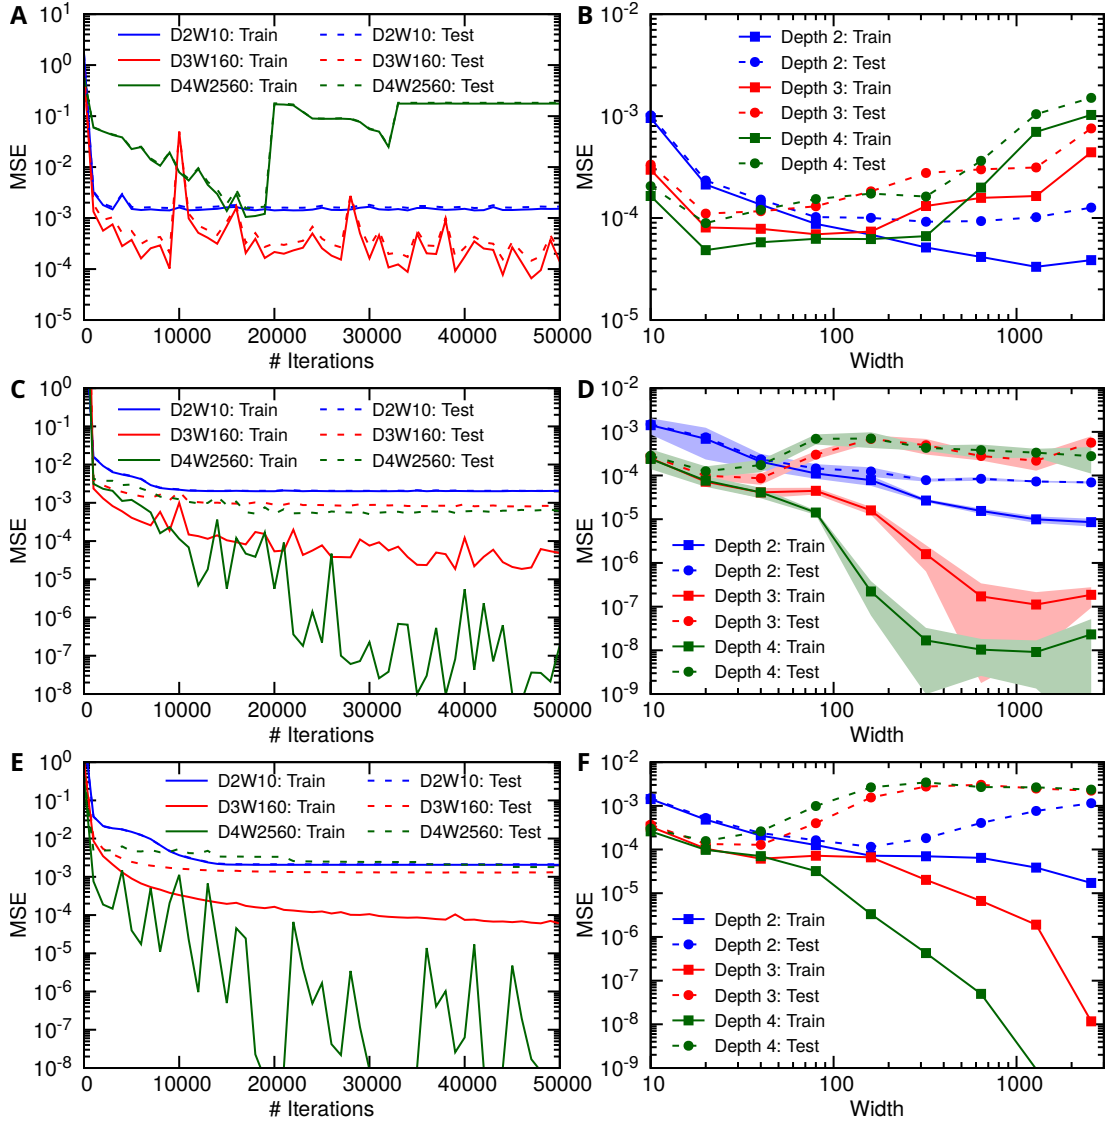 A
MSE
10^1
10^0
10^-1
10^-2
10^-3
10^-4
10^-5
D2W10: Train
D3W160: Train
D4W2560: Train
D2W10: Test
D3W160: Test
D4W2560: Test
0 10000 20000 30000 40000 50000
# Iterations
B
MSE
10^-2
10^-3
10^-4
10^-5
Depth 2: Train
Depth 2: Test
Depth 3: Train
Depth 3: Test
Depth 4: Train
Depth 4: Test
10 100 1000
Width
C
MSE
10^0
10^-1
10^-2
10^-3
10^-4
10^-5
10^-6
10^-7
10^-8
D2W10: Train
D3W160: Train
D4W2560: Train
D2W10: Test
D3W160: Test
D4W2560: Test
0 10000 20000 30000 40000 50000
# Iterations
D
MSE
10^-2
10^-3
10^-4
10^-5
10^-6
10^-7
10^-8
10^-9
Depth 2: Train
Depth 2: Test
Depth 3: Train
Depth 3: Test
Depth 4: Train
Depth 4: Test
10 100 1000
Width
E
MSE
10^0
10^-1
10^-2
10^-3
10^-4
10^-5
10^-6
10^-7
10^-8
D2W10: Train
D3W160: Train
D4W2560: Train
D2W10: Test
D3W160: Test
D4W2560: Test
0 10000 20000 30000 40000 50000
# Iterations
F
MSE
10^-2
10^-3
10^-4
10^-5
10^-6
10^-7
10^-8
10^-9
Depth 2: Train
Depth 2: Test
Depth 3: Train
Depth 3: Test
Depth 4: Train
Depth 4: Test
10 100 1000
Width